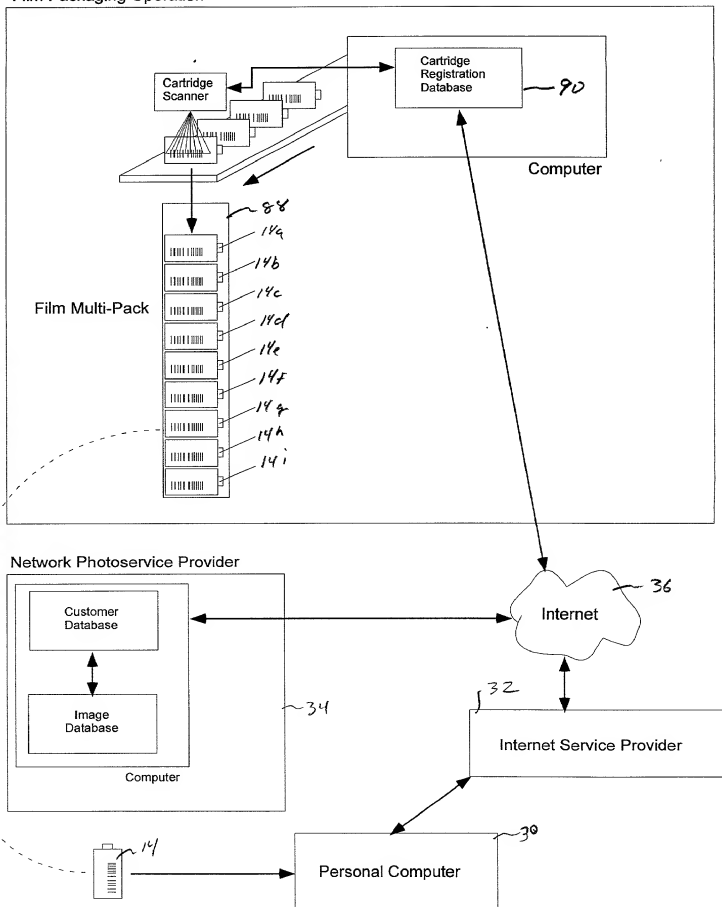 Film Packaging Operation
Cartridge
Scanner
Cartridge
Registration
Database
90
Computer
88
14a
14b
14c
14d
14e
14f
14g
14h
14i
Film Multi-Pack
Network Photoservice Provider
Customer
Database
Image
Database
Computer
34
Internet
36
32
Internet Service Provider
14
30
Personal Computer